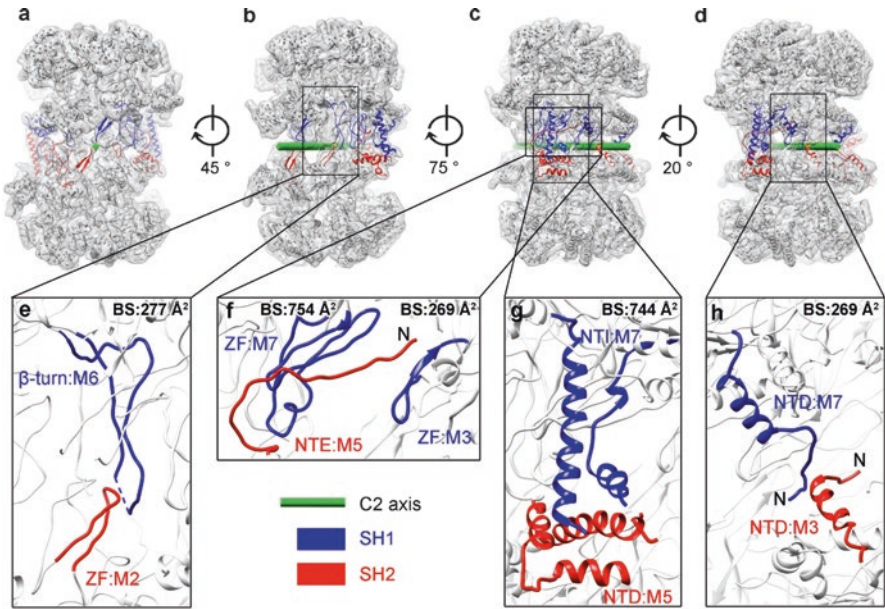 a
b
c
d
45 °
75 °
20 °
e
BS:277 Å²
β-turn:M6
ZF:M2
f
BS:754 Å²
BS:269 Å²
ZF:M7
N
NTE:M5
ZF:M3
g
BS:744 Å²
NTI:M7
NTD:M5
h
BS:269 Å²
NTD:M7
N
N
NTD:M3
C2 axis
SH1
SH2